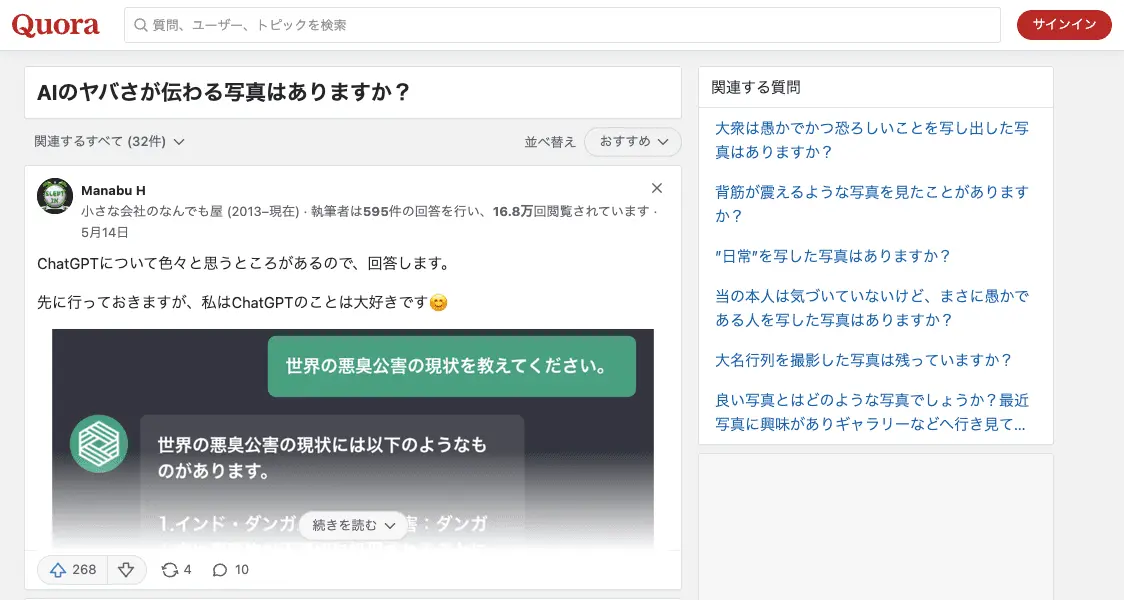 Quora
質問、ユーザー、トピックを検索
サインイン
AIのヤバさが伝わる写真はありますか？
関連するすべて (32件)
並べ替え
おすすめ
Manabu H
小さな会社のなんでも屋 (2013–現在) · 執筆者は595件の回答を行い、16.8万回閲覧されています ·
5月14日
ChatGPTについて色々と思うところがあるので、回答します。
先に行っておきますが、私はChatGPTのことは大好きです😊
世界の悪臭公害の現状を教えてください。
世界の悪臭公害の現状には以下のようなも
のがあります。
1.インド・ダンガ
害：ダンガ
続きを読む
268
4
10
関連する質問
大衆は愚かでかつ恐ろしいことを写し出した写
真はありますか？
背筋が震えるような写真を見たことがあります
か？
”日常”を写した写真はありますか？
当の本人は気づいていないけど、まさに愚かで
ある人を写した写真はありますか？
大名行列を撮影した写真は残っていますか？
良い写真とはどのような写真でしょうか？最近
写真に興味がありギャラリーなどへ行き見て...